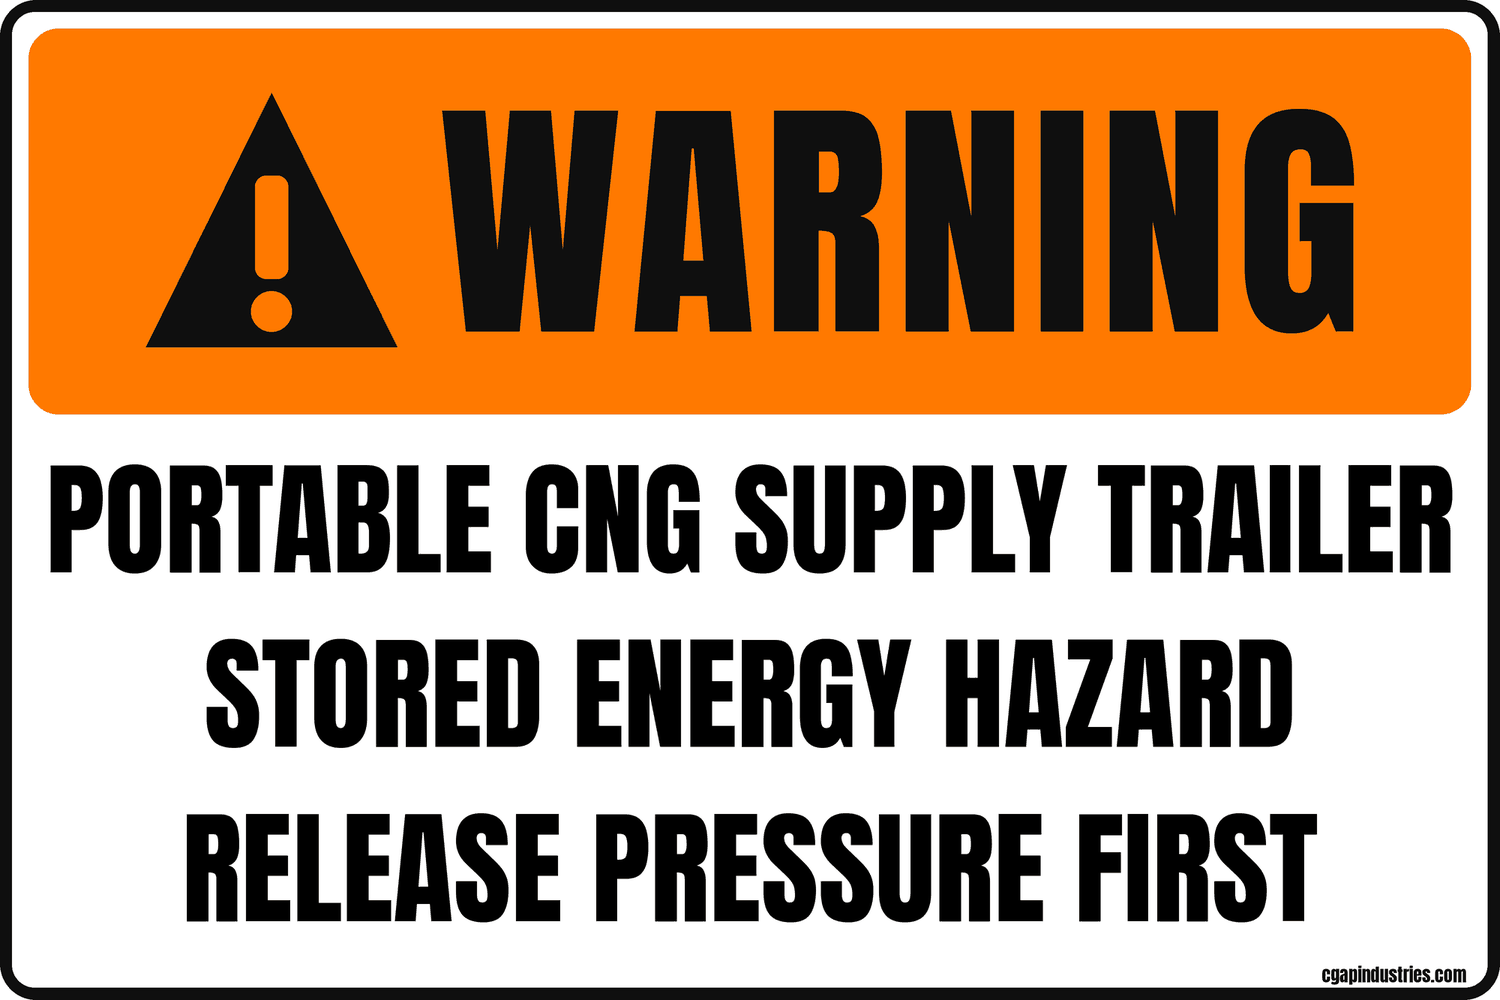 WARNING
PORTABLE CNG SUPPLY TRAILER
STORED ENERGY HAZARD
RELEASE PRESSURE FIRST
cgapindustries.com